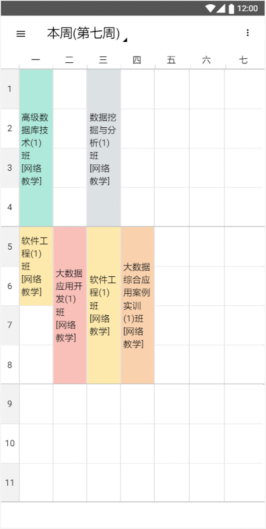 12:00
本周(第七周)
一 二 三 四 五 六 七
1
2
3
4
5
6
7
8
9
10
11
高级数
据库技
术(1)
班
[网络
教学]
数据挖
掘与分
析(1)
班
[网络
教学]
软件工
程(1)
班
[网络
教学]
大数据
应用开
发(1)
班
[网络
教学]
软件工
程(1)
班
[网络
教学]
大数据
综合应
用案例
实训
(1)班
[网络
教学]